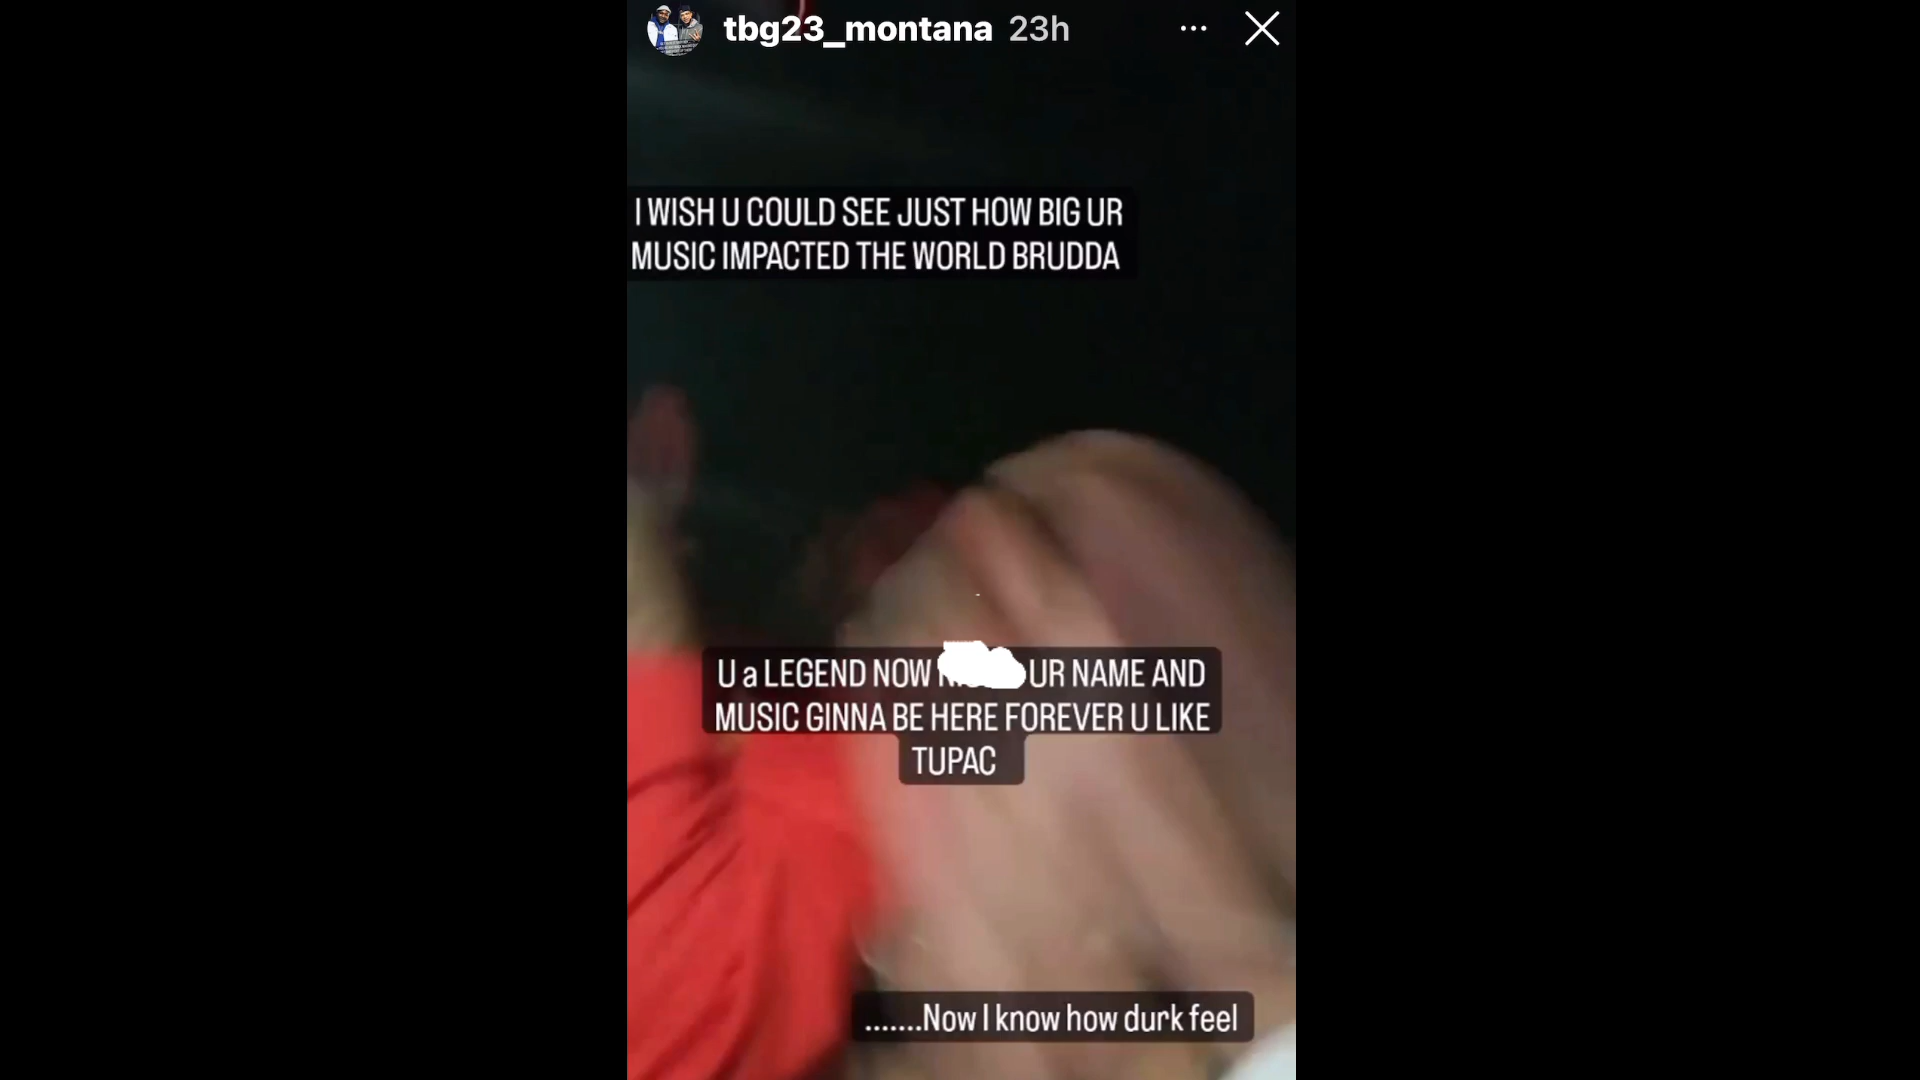 tbg23_montana 23h
I WISH U COULD SEE JUST HOW BIG UR
MUSIC IMPACTED THE WORLD BRUDDA
U a LEGEND NOW UR NAME AND
MUSIC GINNA BE HERE FOREVER U LIKE
TUPAC
.......Now I know how durk feel